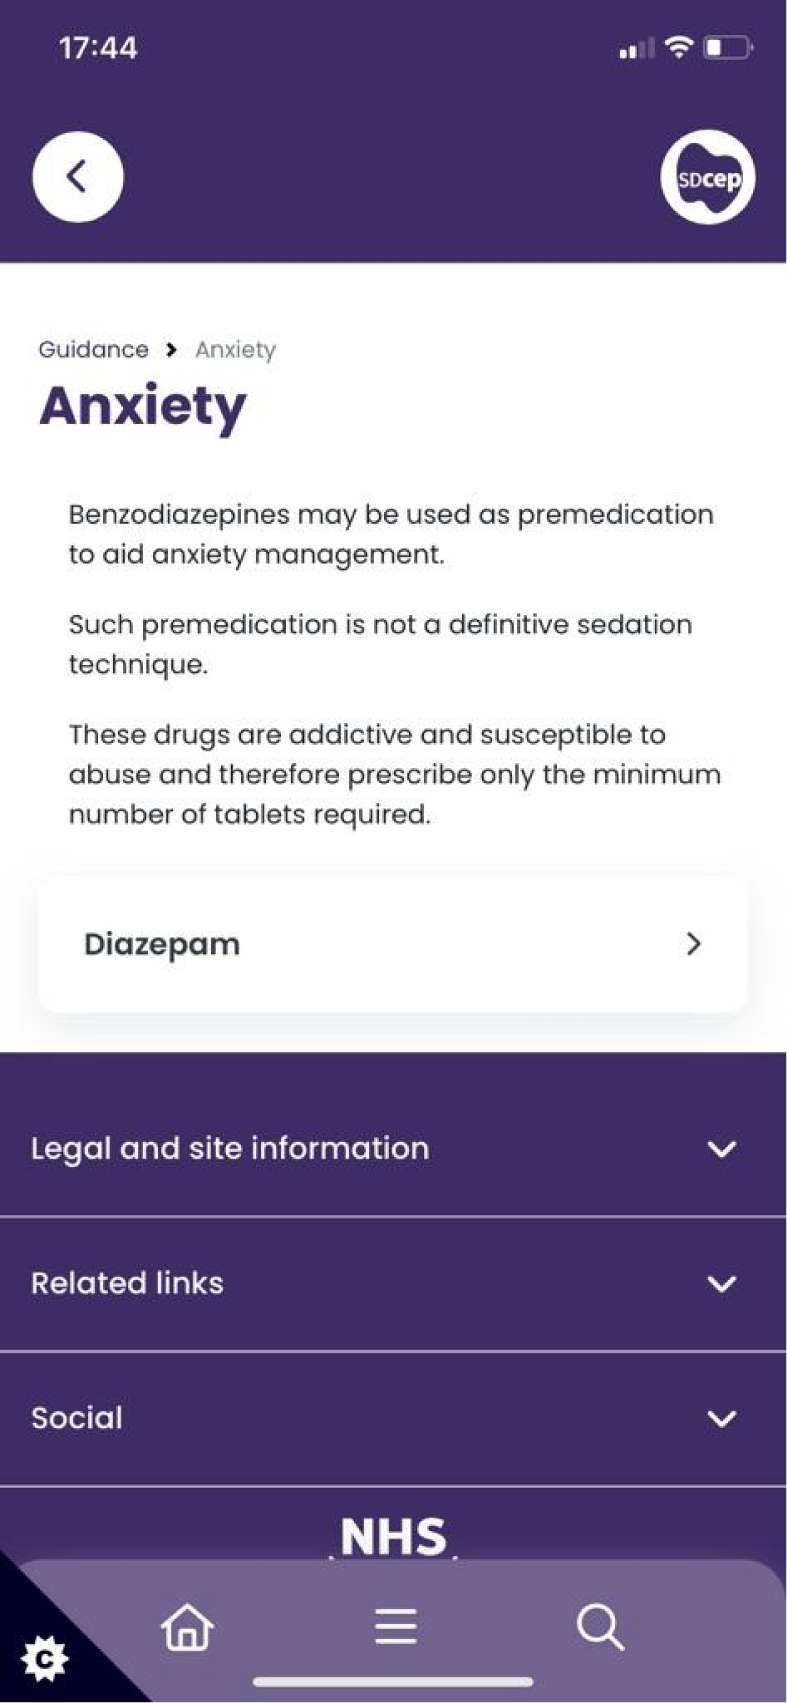 17:44
SDcep
Guidance > Anxiety
Anxiety
Benzodiazepines may be used as premedication
to aid anxiety management.
Such premedication is not a definitive sedation
technique.
These drugs are addictive and susceptible to
abuse and therefore prescribe only the minimum
number of tablets required.
Diazepam
Legal and site information
Related links
Social
NHS
C